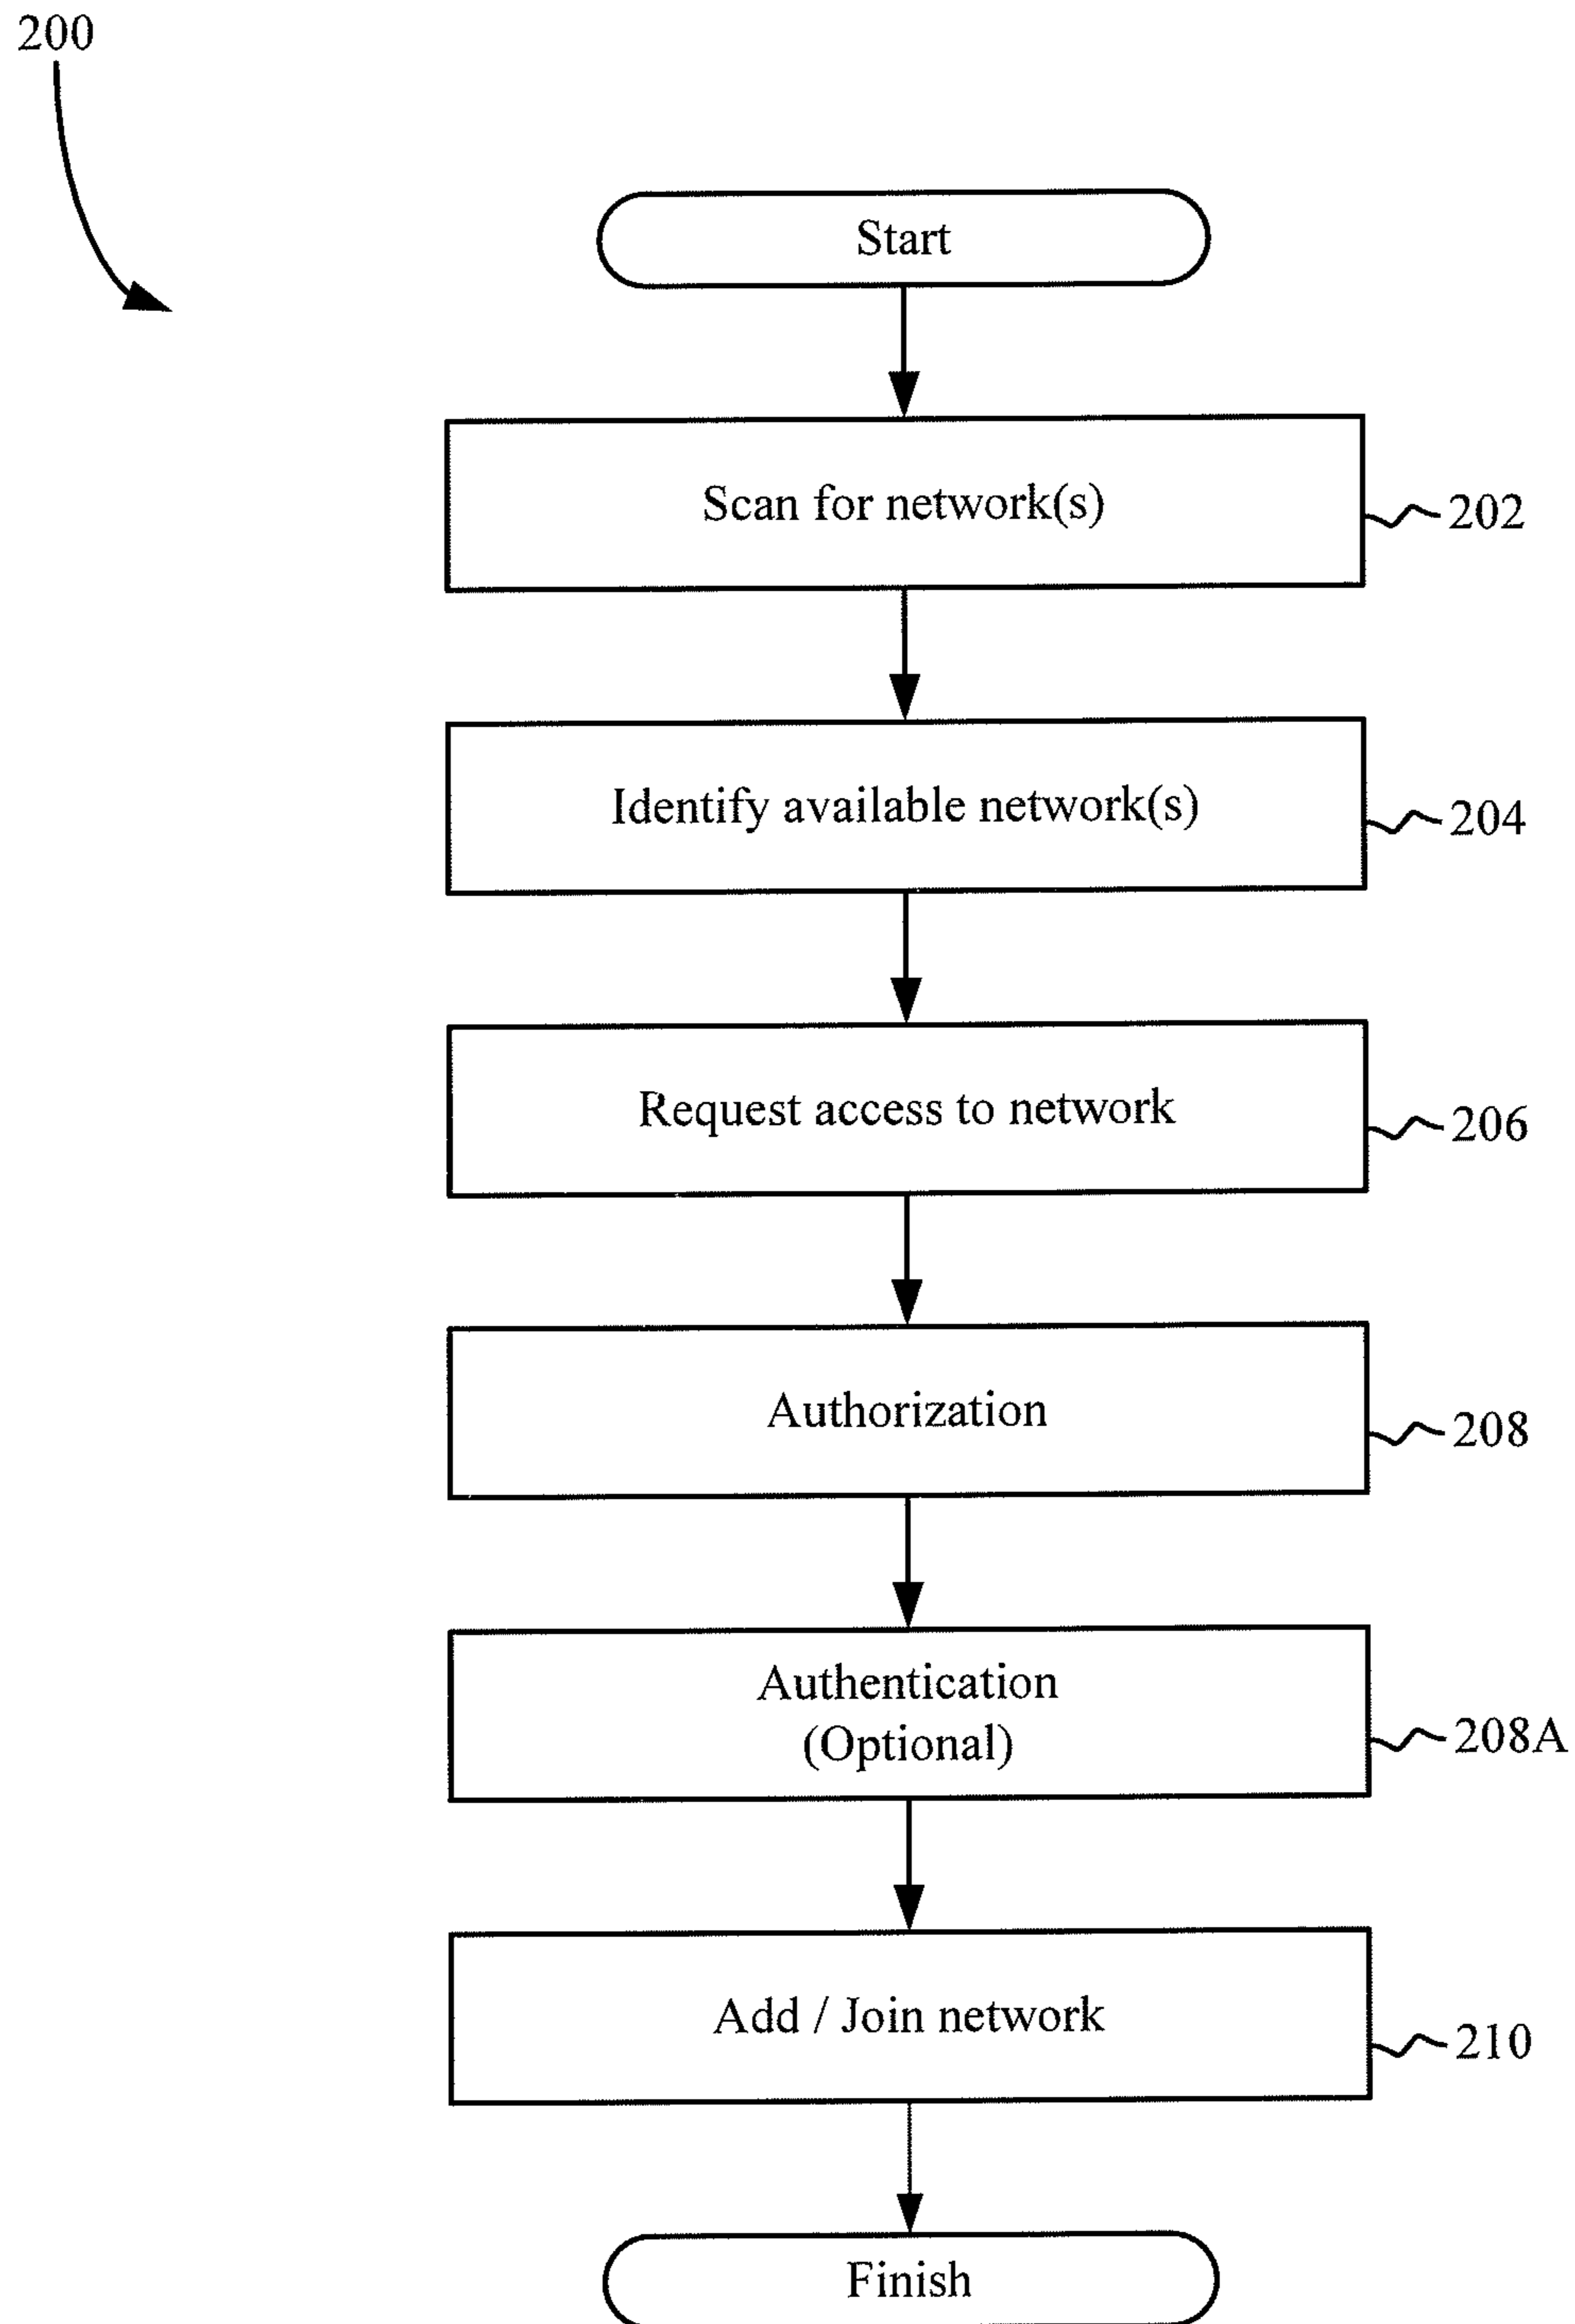 200
Start
Scan for network(s)
202
Identify available network(s)
204
Request access to network
206
Authorization
208
Authentication
(Optional)
208A
Add / Join network
210
Finish